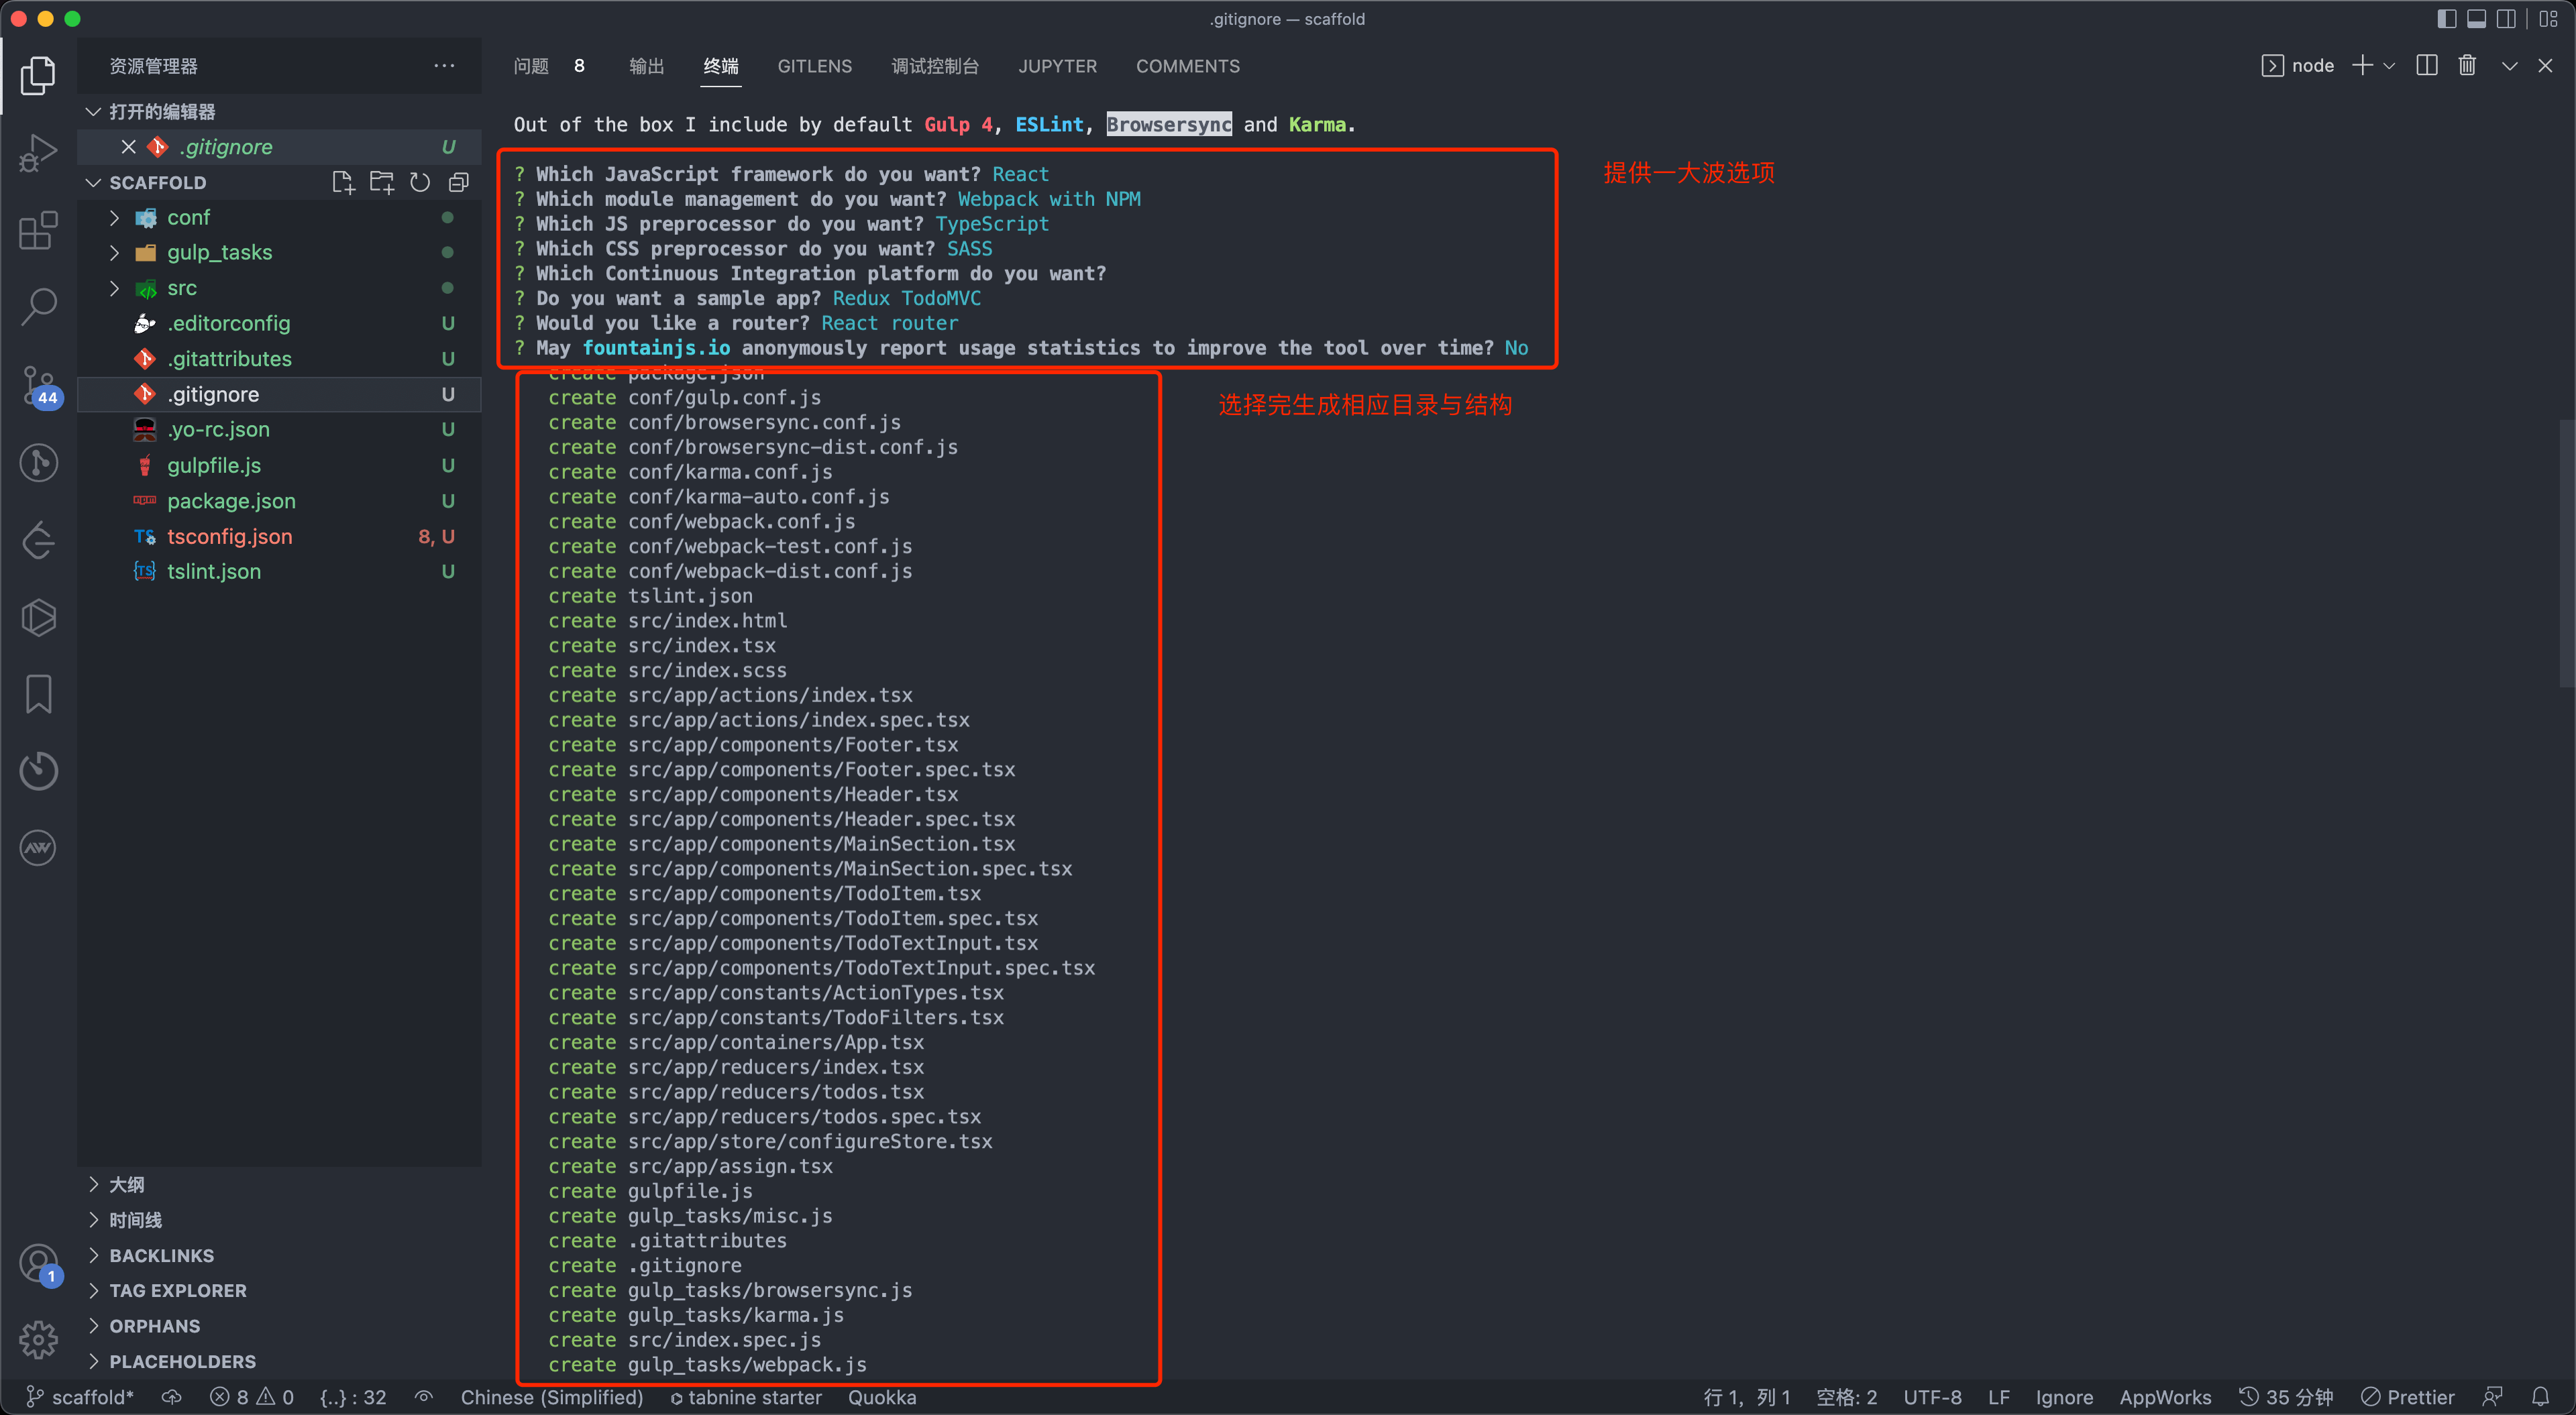 .gitignore — scaffold
资源管理器
打开的编辑器
.gitignore U
SCAFFOLD
conf
gulp_tasks
src
.editorconfig U
.gitattributes U
.gitignore U
.yo-rc.json U
gulpfile.js U
package.json U
tsconfig.json 8, U
tslint.json U
大纲
时间线
BACKLINKS
TAG EXPLORER
ORPHANS
PLACEHOLDERS
44
1
问题 8 输出 终端 GITLENS 调试控制台 JUPYTER COMMENTS
node
Out of the box I include by default Gulp 4, ESLint, Browsersync and Karma.
? Which JavaScript framework do you want? React
? Which module management do you want? Webpack with NPM
? Which JS preprocessor do you want? TypeScript
? Which CSS preprocessor do you want? SASS
? Which Continuous Integration platform do you want?
? Do you want a sample app? Redux TodoMVC
? Would you like a router? React router
? May fountainjs.io anonymously report usage statistics to improve the tool over time? No
提供一大波选项
create package.json
选择完生成相应目录与结构
create conf/gulp.conf.js
create conf/browsersync.conf.js
create conf/browsersync-dist.conf.js
create conf/karma.conf.js
create conf/karma-auto.conf.js
create conf/webpack.conf.js
create conf/webpack-test.conf.js
create conf/webpack-dist.conf.js
create tslint.json
create src/index.html
create src/index.tsx
create src/index.scss
create src/app/actions/index.tsx
create src/app/actions/index.spec.tsx
create src/app/components/Footer.tsx
create src/app/components/Footer.spec.tsx
create src/app/components/Header.tsx
create src/app/components/Header.spec.tsx
create src/app/components/MainSection.tsx
create src/app/components/MainSection.spec.tsx
create src/app/components/TodoItem.tsx
create src/app/components/TodoItem.spec.tsx
create src/app/components/TodoTextInput.tsx
create src/app/components/TodoTextInput.spec.tsx
create src/app/constants/ActionTypes.tsx
create src/app/constants/TodoFilters.tsx
create src/app/containers/App.tsx
create src/app/reducers/index.tsx
create src/app/reducers/todos.tsx
create src/app/reducers/todos.spec.tsx
create src/app/store/configureStore.tsx
create src/app/assign.tsx
create gulpfile.js
create gulp_tasks/misc.js
create .gitattributes
create .gitignore
create gulp_tasks/browsersync.js
create gulp_tasks/karma.js
create src/index.spec.js
create gulp_tasks/webpack.js
scaffold* 8 0 {..} : 32 Chinese (Simplified) tabnine starter Quokka 行 1，列 1 空格: 2 UTF-8 LF Ignore AppWorks 35 分钟 Prettier